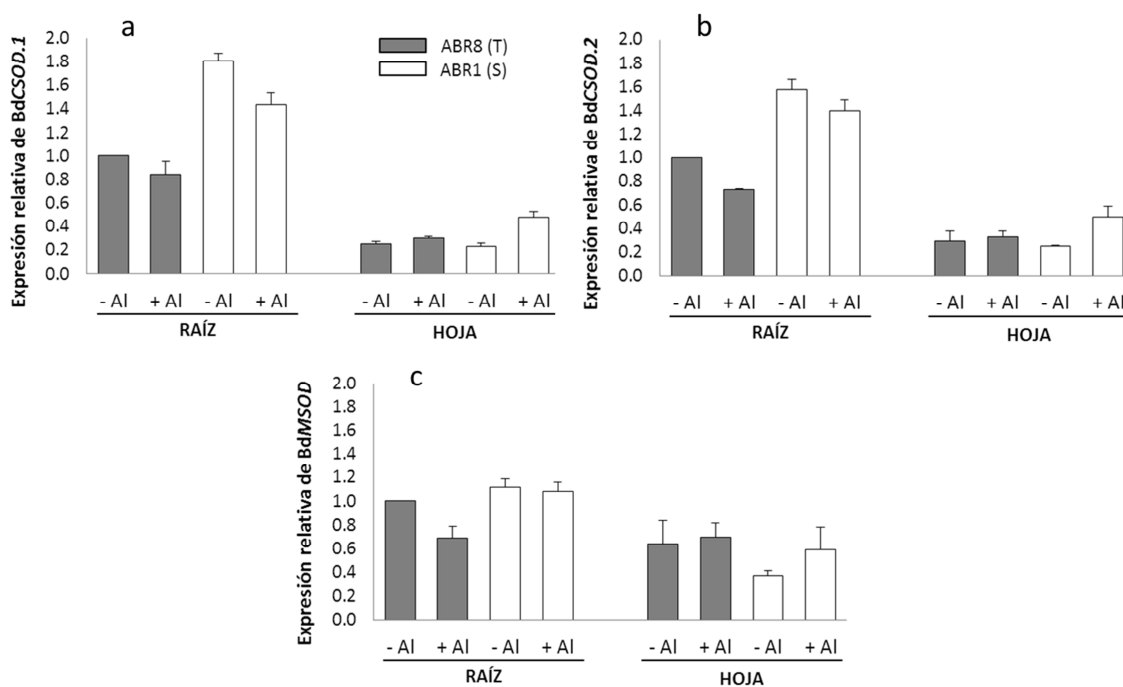 a
Expresión relativa de BdCSOD.1
2.0
1.8
1.6
1.4
1.2
1.0
0.8
0.6
0.4
0.2
0.0
ABR8 (T)
ABR1 (S)
- Al + Al - Al + Al - Al + Al - Al + Al
RAÍZ HOJA
b
Expresión relativa de BdCSOD.2
2.0
1.8
1.6
1.4
1.2
1.0
0.8
0.6
0.4
0.2
0.0
- Al + Al - Al + Al - Al + Al - Al + Al
RAÍZ HOJA
c
Expresión relativa de BdMSOD
2.0
1.8
1.6
1.4
1.2
1.0
0.8
0.6
0.4
0.2
0.0
- Al + Al - Al + Al - Al + Al - Al + Al
RAÍZ HOJA